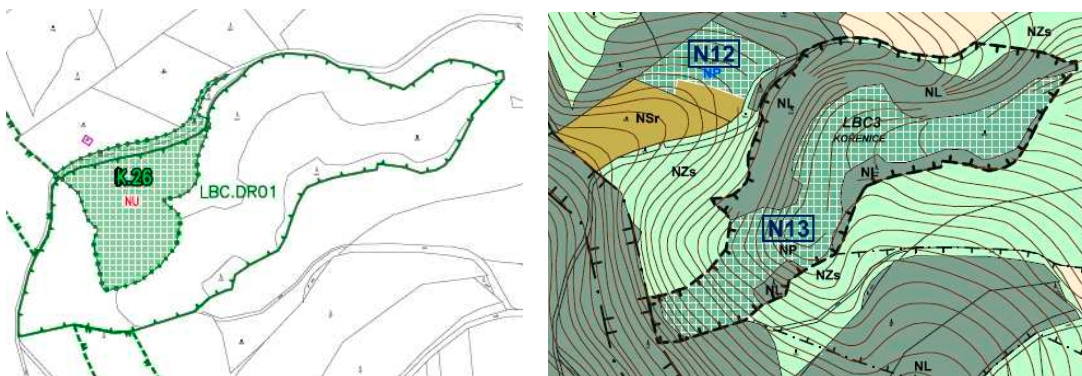 K.26
NU
LBC.DR01
N12
NP
NZs
NSr
NL
NL
LBC3
KOŘENICE
NZs
NL
N13
NP
NZs
NL
NL